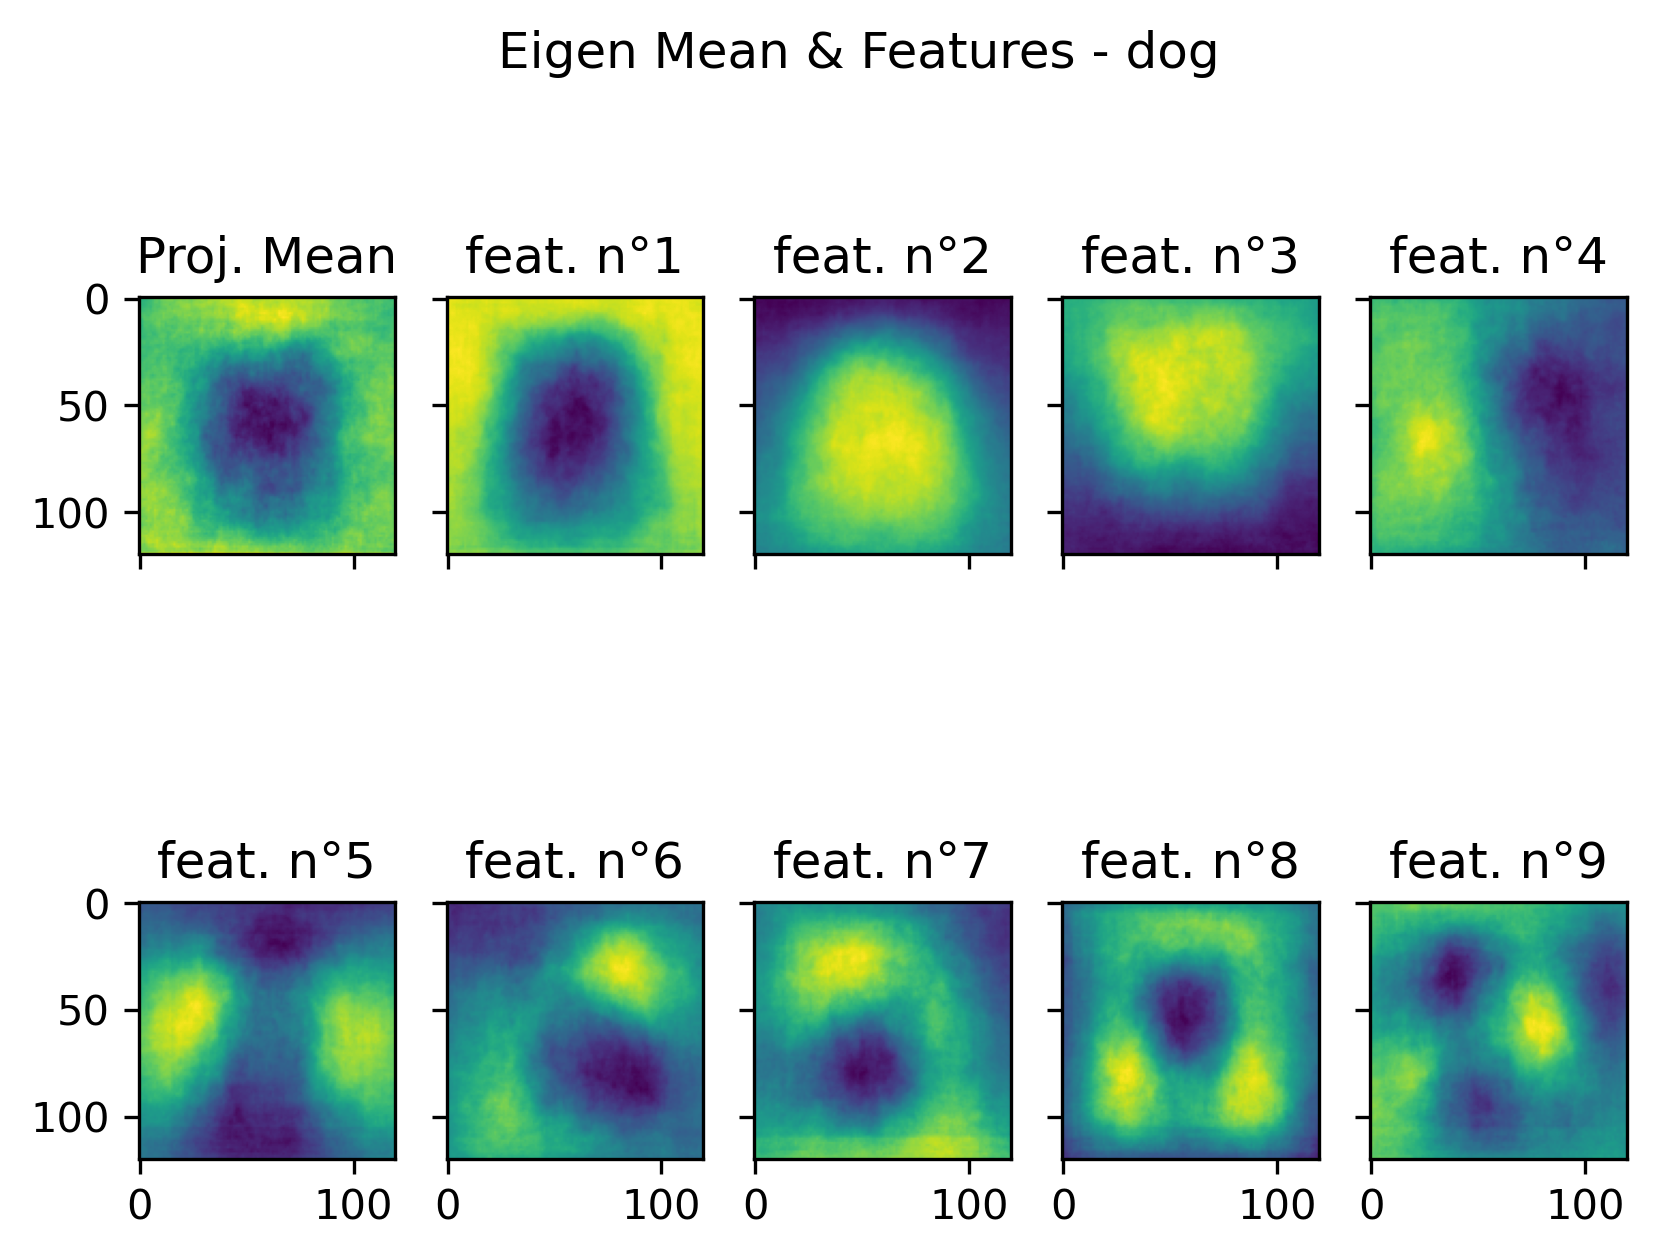 Eigen Mean & Features - dog
Proj. Mean feat. n°1 feat. n°2 feat. n°3 feat. n°4
0
50
100
feat. n°5 feat. n°6 feat. n°7 feat. n°8 feat. n°9
0
50
100
0 100 0 100 0 100 0 100 0 100